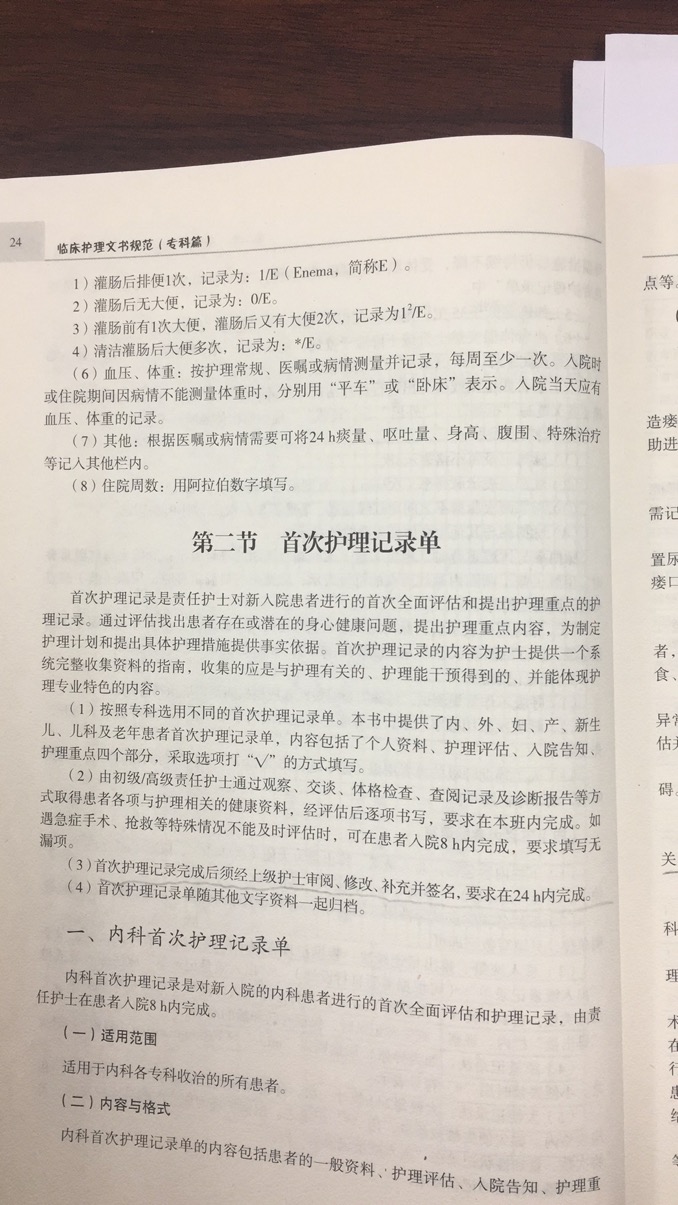 24
临床护理文书规范（专科篇）
1）灌肠后排便1次，记录为：1/E（Enema，简称E）。
2）灌肠后无大便，记录为：0/E。
3）灌肠前有1次大便，灌肠后又有大便2次，记录为1²/E。
4）清洁灌肠后大便多次，记录为：*/E。
（6）血压、体重：按护理常规、医嘱或病情测量并记录，每周至少一次。入院时
或住院期间因病情不能测量体重时，分别用“平车”或“卧床”表示。入院当天应有
血压、体重的记录。
（7）其他：根据医嘱或病情需要可将24 h痰量、呕吐量、身高、腹围、特殊治疗
等记入其他栏内。
（8）住院周数：用阿拉伯数字填写。
第二节 首次护理记录单
首次护理记录是责任护士对新入院患者进行的首次全面评估和提出护理重点的护
理记录。通过评估找出患者存在或潜在的身心健康问题，提出护理重点内容，为制定
护理计划和提出具体护理措施提供事实依据。首次护理记录的内容为护士提供一个系
统完整收集资料的指南，收集的应是与护理有关的、护理能干预得到的、并能体现护
理专业特色的内容。
（1）按照专科选用不同的首次护理记录单。本书中提供了内、外、妇、产、新生
儿、儿科及老年患者首次护理记录单，内容包括了个人资料、护理评估、入院告知、
护理重点四个部分，采取选项打“√”的方式填写。
（2）由初级/高级责任护士通过观察、交谈、体格检查、查阅记录及诊断报告等方
式取得患者各项与护理相关的健康资料，经评估后逐项书写，要求在本班内完成。如
遇急症手术、抢救等特殊情况不能及时评估时，可在患者入院8 h内完成，要求填写无
漏项。
（3）首次护理记录完成后须经上级护士审阅、修改、补充并签名，要求在24 h内完成。
（4）首次护理记录单随其他文字资料一起归档。
一、内科首次护理记录单
内科首次护理记录是对新入院的内科患者进行的首次全面评估和护理记录，由责
任护士在患者入院8 h内完成。
（一）适用范围
适用于内科各专科收治的所有患者。
（二）内容与格式
内科首次护理记录单的内容包括患者的一般资料、护理评估、入院告知、护理重
点等。
造瘘
助进
需记
置尿
瘘口
者，
食、
异常
估并
碍。
关
科
理
术
在
行
患
给
等